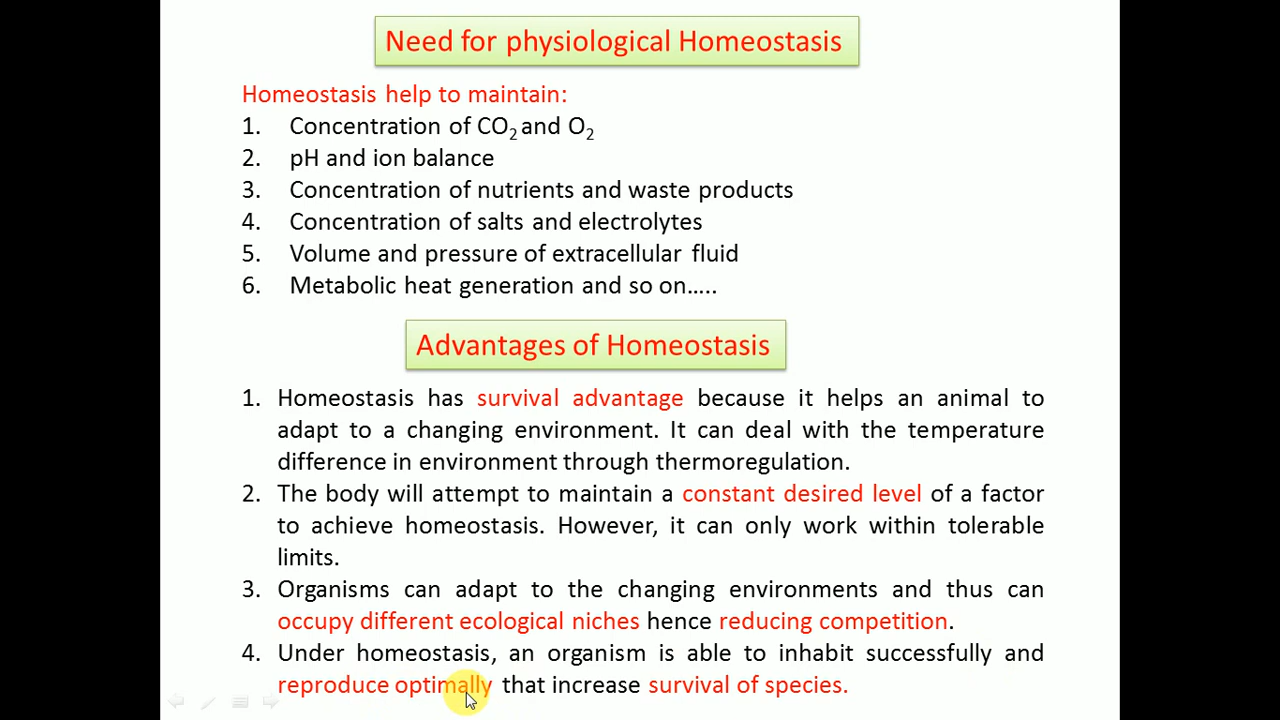 Need for physiological Homeostasis
Homeostasis help to maintain:
1. Concentration of CO₂ and O₂
2. pH and ion balance
3. Concentration of nutrients and waste products
4. Concentration of salts and electrolytes
5. Volume and pressure of extracellular fluid
6. Metabolic heat generation and so on…..
Advantages of Homeostasis
1. Homeostasis has survival advantage because it helps an animal to
adapt to a changing environment. It can deal with the temperature
difference in environment through thermoregulation.
2. The body will attempt to maintain a constant desired level of a factor
to achieve homeostasis. However, it can only work within tolerable
limits.
3. Organisms can adapt to the changing environments and thus can
occupy different ecological niches hence reducing competition.
4. Under homeostasis, an organism is able to inhabit successfully and
reproduce optimally that increase survival of species.